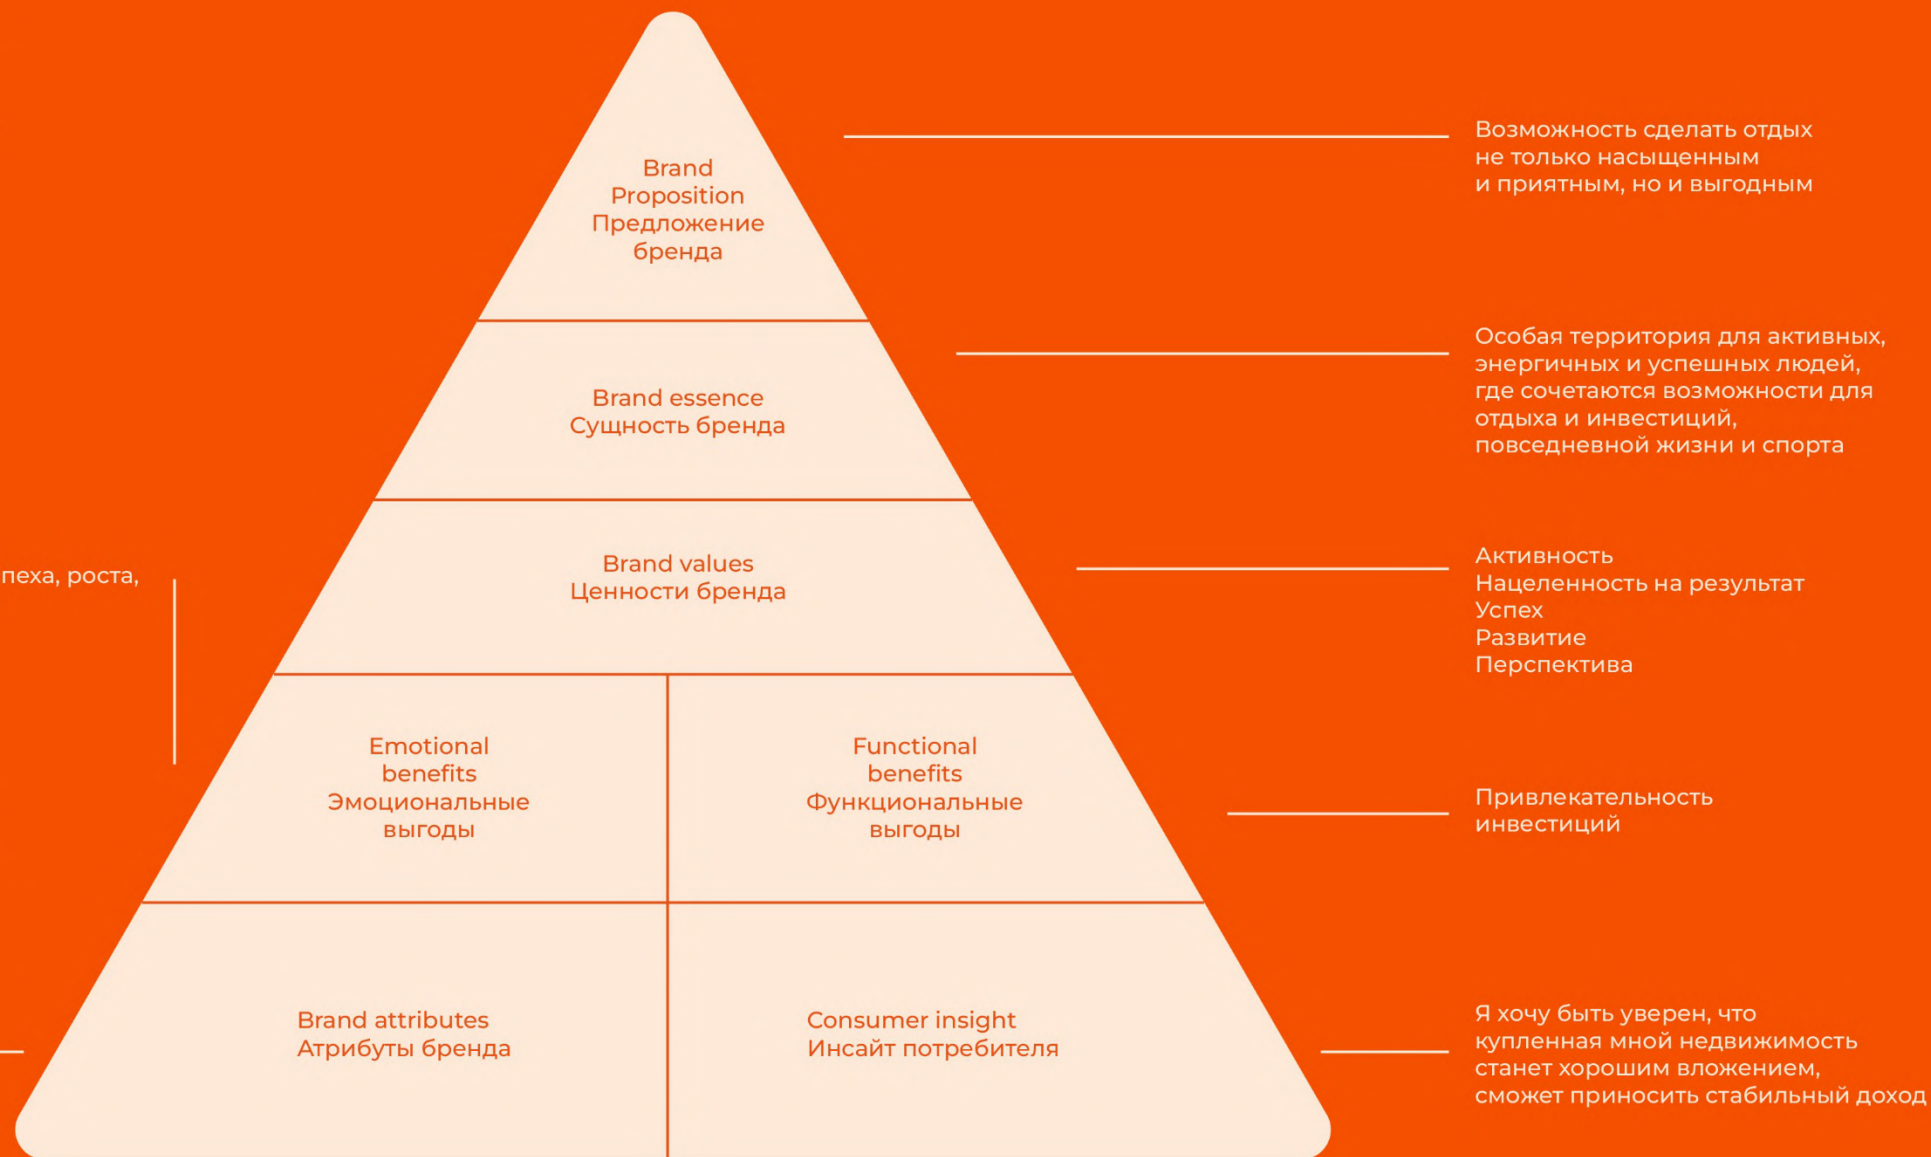 Brand
Proposition
Предложение
бренда
Возможность сделать отдых
не только насыщенным
и приятным, но и выгодным
Brand essence
Сущность бренда
Особая территория для активных,
энергичных и успешных людей,
где сочетаются возможности для
отдыха и инвестиций,
повседневной жизни и спорта
Brand values
Ценности бренда
Активность
Нацеленность на результат
Успех
Развитие
Перспектива
пеха, роста,
Emotional
benefits
Эмоциональные
выгоды
Functional
benefits
Функциональные
выгоды
Привлекательность
инвестиций
Brand attributes
Атрибуты бренда
Consumer insight
Инсайт потребителя
Я хочу быть уверен, что
купленная мной недвижимость
станет хорошим вложением,
сможет приносить стабильный доход